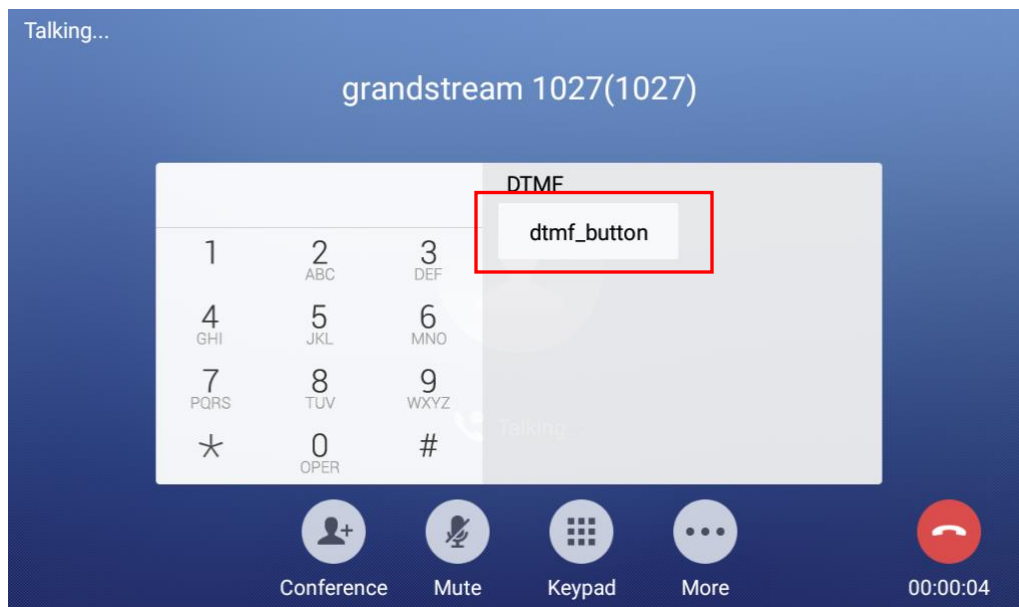 Talking...
grandstream 1027(1027)
DTMF
dtmf_button
1 2 3
ABC DEF
4 5 6
GHI JKL MNO
7 8 9
PQRS TUV WXYZ
* 0 #
OPER
Talking
Conference Mute Keypad More 00:00:04